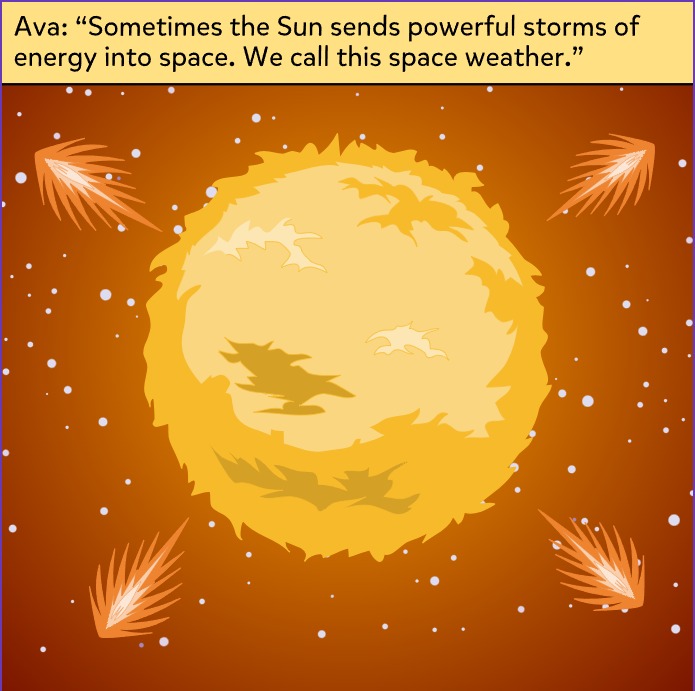 Ava: “Sometimes the Sun sends powerful storms of
energy into space. We call this space weather.”